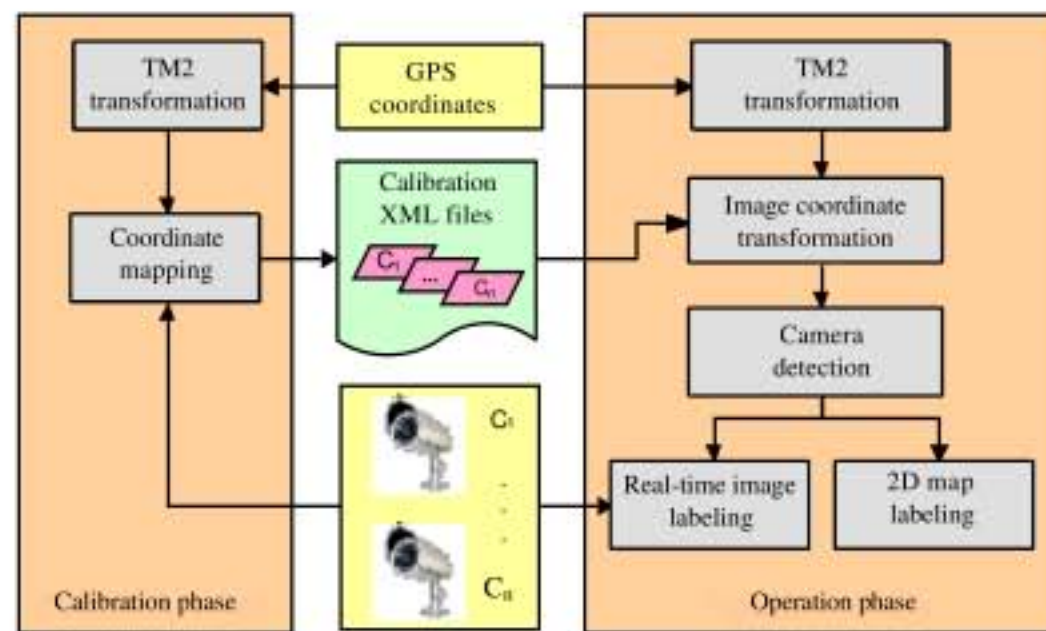 TM2
transformation
Coordinate
mapping
Calibration phase
GPS
coordinates
Calibration
XML files
...
Cn
C1
.
.
.
Cn
TM2
transformation
Image coordinate
transformation
Camera
detection
Real-time image
labeling
2D map
labeling
Operation phase